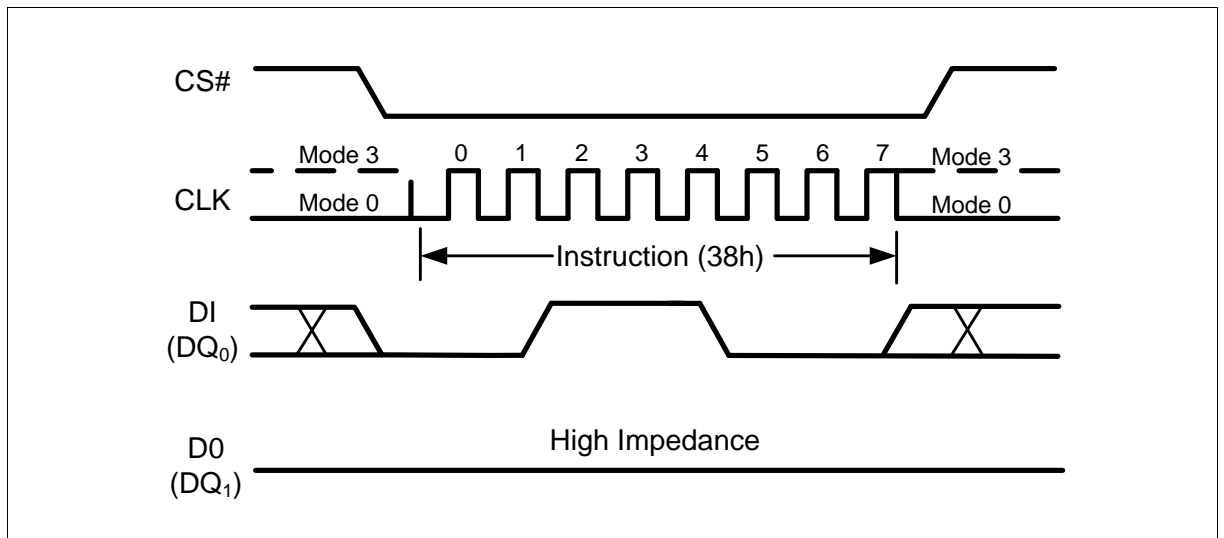 CS#
Mode 3 0 1 2 3 4 5 6 7 Mode 3
CLK Mode 0 Mode 0
Instruction (38h)
DI
(DQ0)
D0 High Impedance
(DQ1)